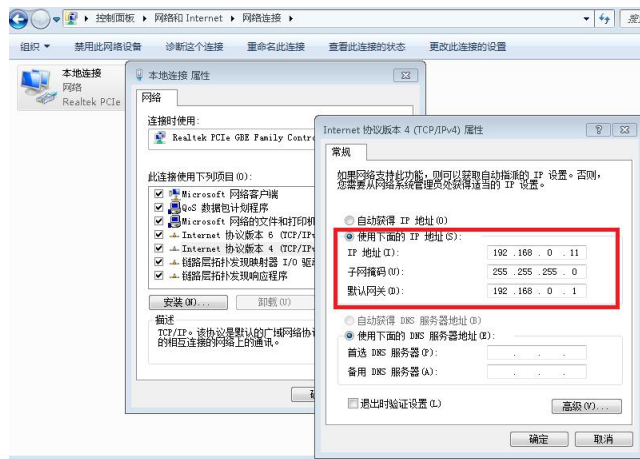 控制面板 ▸ 网络和 Internet ▸ 网络连接 ▸
组织 ▼ 禁用此网络设备 诊断这个连接 重命名此连接 查看此连接的状态 更改此连接的设置
本地连接
网络
Realtek PCIe
本地连接 属性
网络
连接时使用:
Realtek PCIe GBE Family Contro
此连接使用下列项目(O):
Microsoft 网络客户端
QoS 数据包计划程序
Microsoft 网络的文件和打印机
Internet 协议版本 6 (TCP/IPv
Internet 协议版本 4 (TCP/IPv
链路层拓扑发现映射器 I/O 驱
链路层拓扑发现响应程序
安装(N)... 卸载(U)
描述
TCP/IP。该协议是默认的广域网络协
的相互连接的网络上的通讯。
Internet 协议版本 4 (TCP/IPv4) 属性
常规
如果网络支持此功能，则可以获取自动指派的 IP 设置。否则，
您需要从网络系统管理员处获得适当的 IP 设置。
自动获得 IP 地址(O)
使用下面的 IP 地址(S):
IP 地址(I): 192 .168 . 0 . 11
子网掩码(U): 255 .255 .255 . 0
默认网关(D): 192 .168 . 0 . 1
自动获得 DNS 服务器地址(B)
使用下面的 DNS 服务器地址(E):
首选 DNS 服务器(P): . . .
备用 DNS 服务器(A): . . .
退出时验证设置(L)
高级(V)...
确定 取消